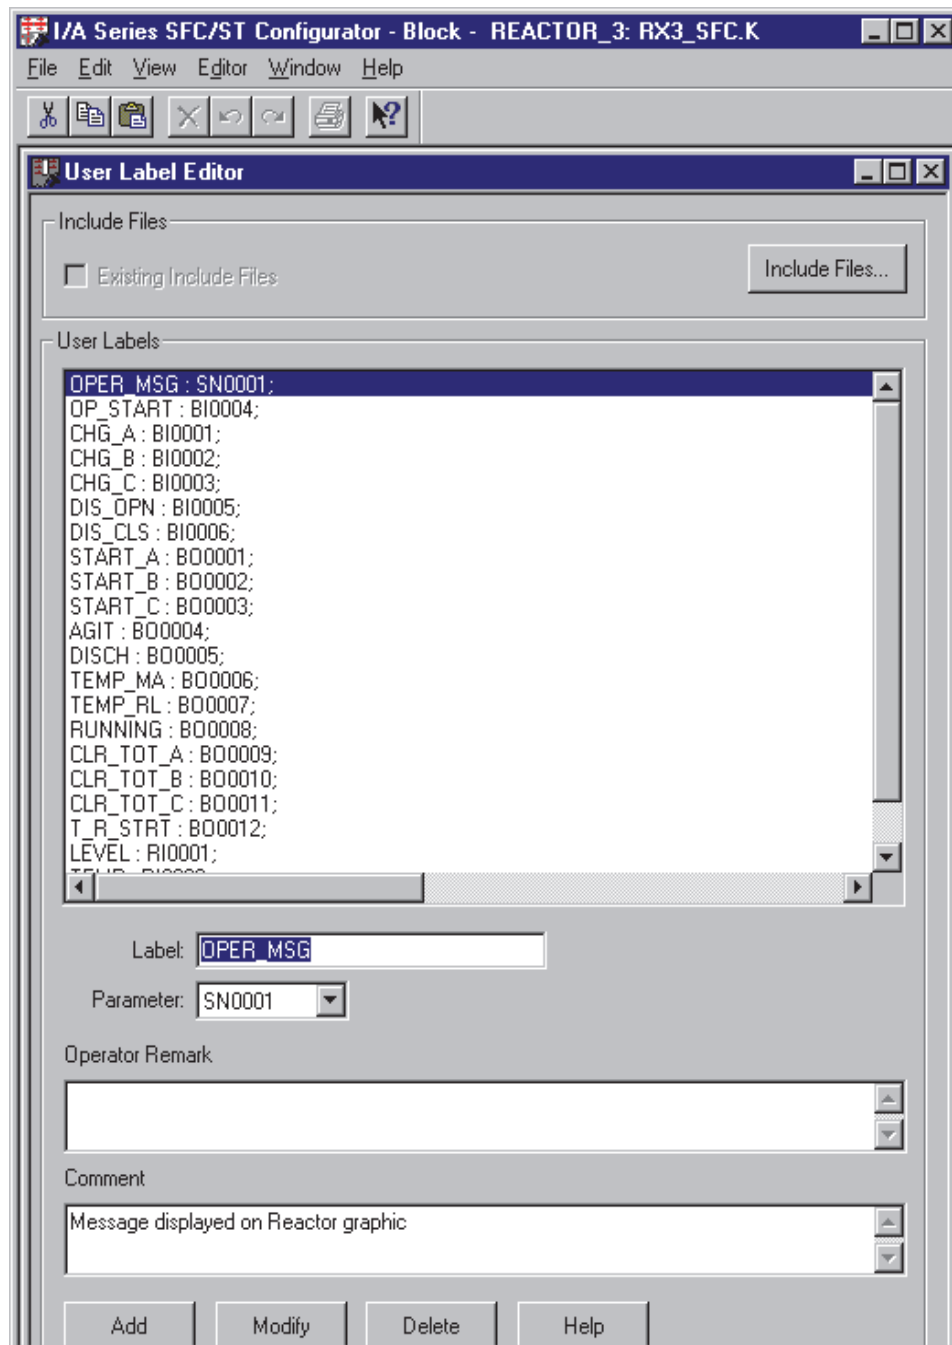 I/A Series SFC/ST Configurator - Block - REACTOR_3: RX3_SFC.K
File Edit View Editor Window Help
User Label Editor
Include Files
Existing Include Files
Include Files...
User Labels
OPER_MSG : SN0001;
OP_START : BI0004;
CHG_A : BI0001;
CHG_B : BI0002;
CHG_C : BI0003;
DIS_OPN : BI0005;
DIS_CLS : BI0006;
START_A : BO0001;
START_B : BO0002;
START_C : BO0003;
AGIT : BO0004;
DISCH : BO0005;
TEMP_MA : BO0006;
TEMP_RL : BO0007;
RUNNING : BO0008;
CLR_TOT_A : BO0009;
CLR_TOT_B : BO0010;
CLR_TOT_C : BO0011;
T_R_STRT : BO0012;
LEVEL : RI0001;
Label: OPER_MSG
Parameter: SN0001
Operator Remark
Comment
Message displayed on Reactor graphic
Add Modify Delete Help